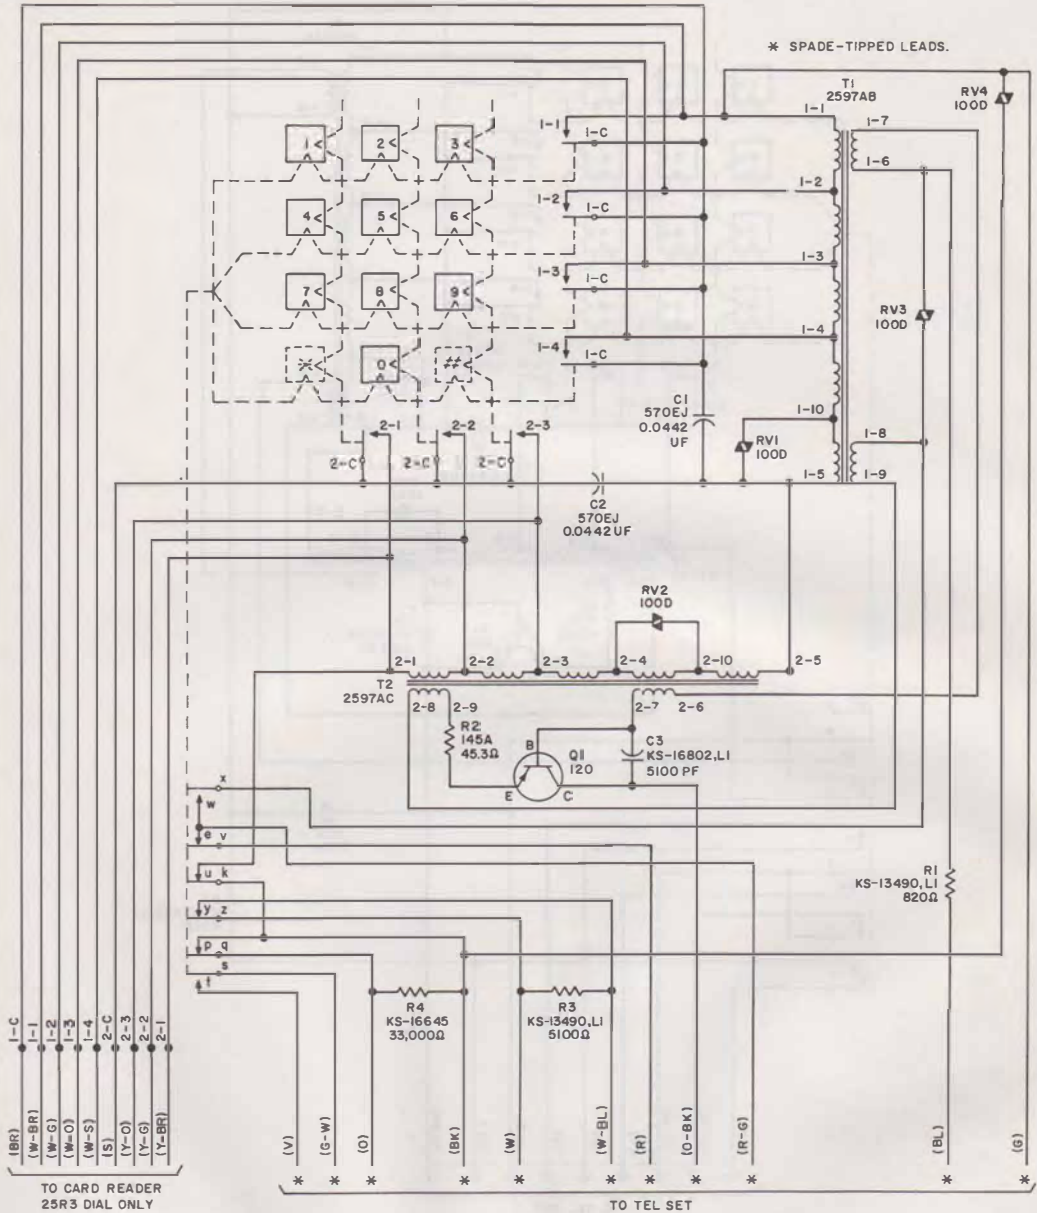 * SPADE-TIPPED LEADS.
T1
2597AB
RV4
100D
1-1
1-7
1-6
1-1
1-C
1 2 3
1-2
1-2
1-C
4 5 6
1-3
1-3
1-C
7 8 9
RV3
100D
1-4
1-4
1-C
* 0 #
C1
570EJ
0.0442
UF
1-10
1-8
RV1
100D
1-5
1-9
2-1
2-2
2-3
2-C
2-C
2-C
C2
570EJ
0.0442UF
RV2
100D
2-1
2-2
2-3
2-4
2-10
2-5
T2
2597AC
2-8
2-9
2-7
2-6
R2
145A
45.3Ω
B
Q1
120
E
C
C3
KS-16802,L1
5100 PF
x
w
e v
u k
y z
p q
s
t
R1
KS-13490,L1
820Ω
R4
KS-16645
33,000Ω
R3
KS-13490,L1
5100Ω
1-C
1-1
1-2
1-3
1-4
2-C
2-3
2-2
2-1
(BR)
(W-BR)
(W-G)
(W-O)
(W-S)
(S)
(Y-O)
(Y-G)
(Y-BR)
(V)
(G-W)
(O)
(BK)
(W)
(W-BL)
(R)
(O-BK)
(R-G)
(BL)
(G)
* * * * * * * * * * *
TO CARD READER
25R3 DIAL ONLY
TO TEL SET